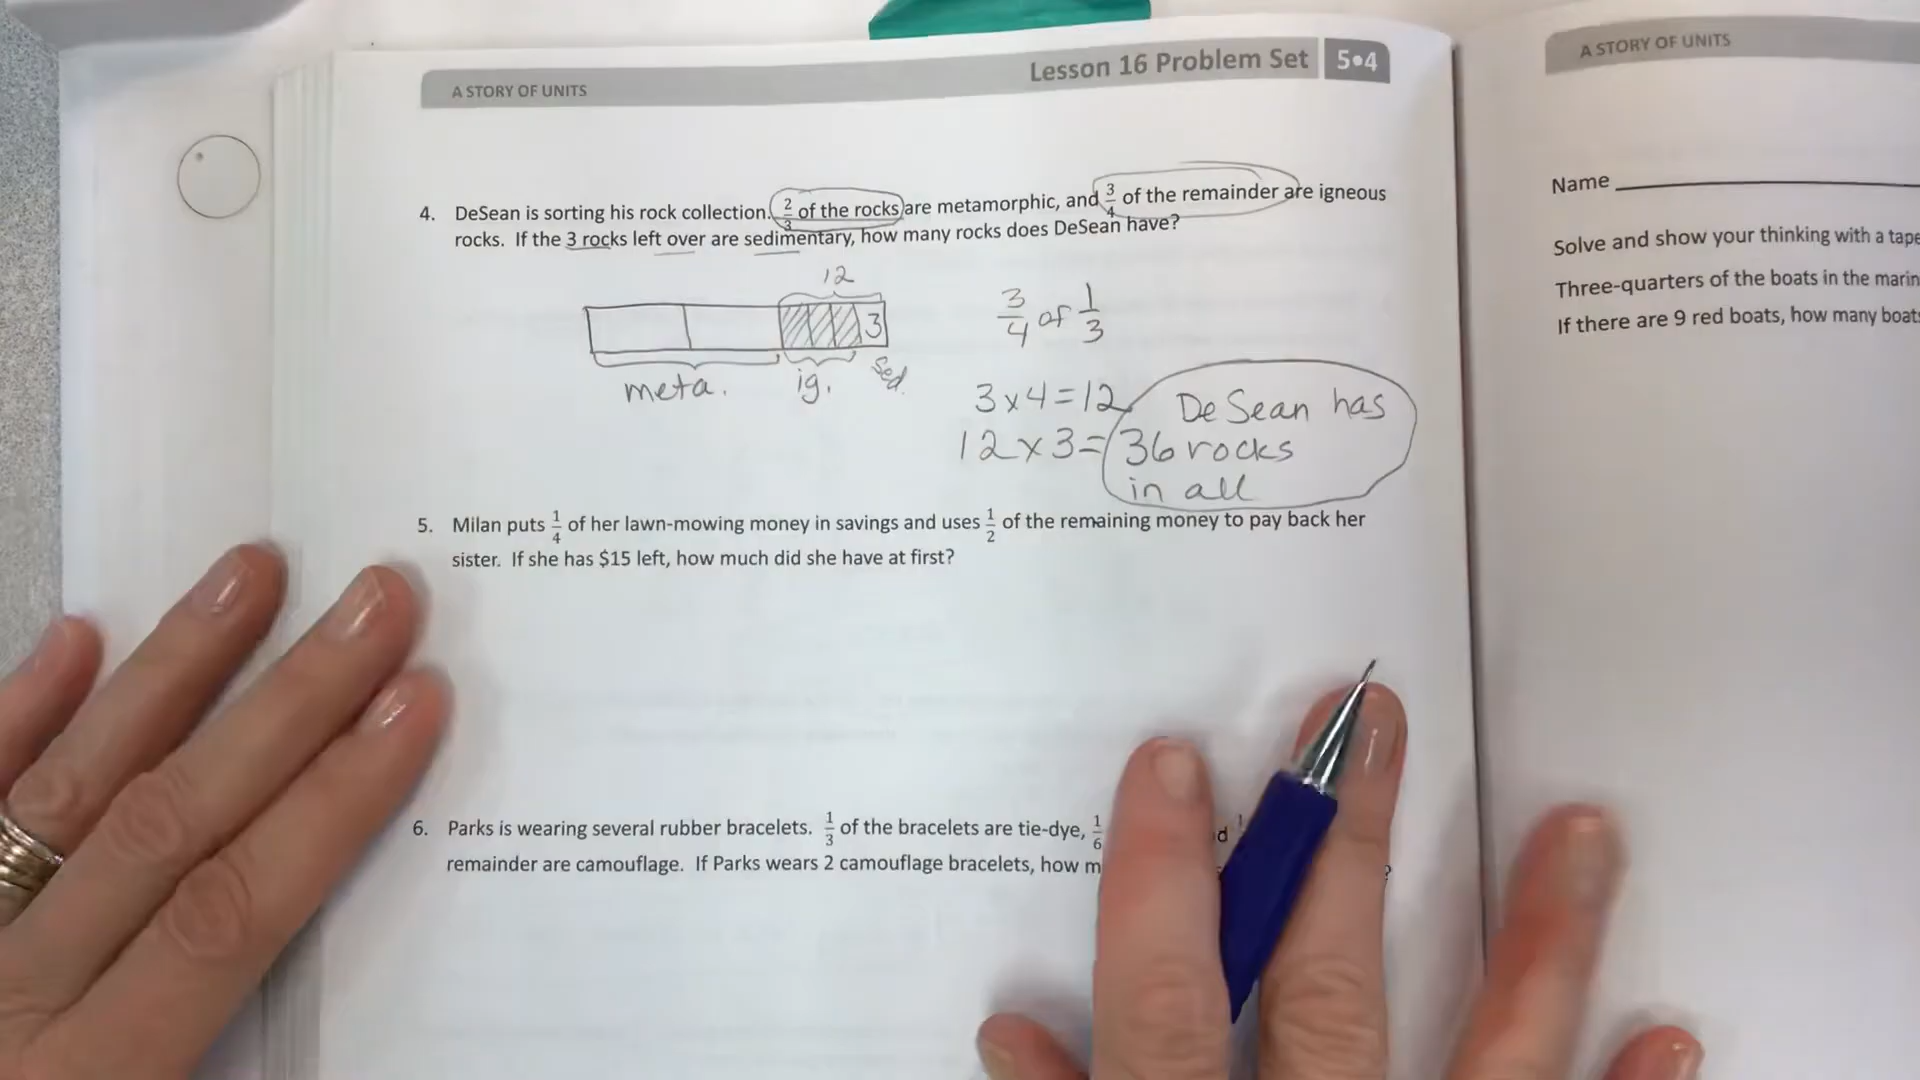 Lesson 16 Problem Set 5•4
A STORY OF UNITS
4. DeSean is sorting his rock collection. 2/3 of the rocks are metamorphic, and 3/4 of the remainder are igneous
rocks. If the 3 rocks left over are sedimentary, how many rocks does DeSean have?
12
3
meta. ig. sed.
3/4 of 1/3
3 x 4 = 12
12 x 3 = 36 rocks
DeSean has
in all
5. Milan puts 1/4 of her lawn-mowing money in savings and uses 1/2 of the remaining money to pay back her
sister. If she has $15 left, how much did she have at first?
6. Parks is wearing several rubber bracelets. 1/3 of the bracelets are tie-dye, 1/6
remainder are camouflage. If Parks wears 2 camouflage bracelets, how
A STORY OF UNITS
Name
Solve and show your thinking with a tape
Three-quarters of the boats in the
If there are 9 red boats, how many